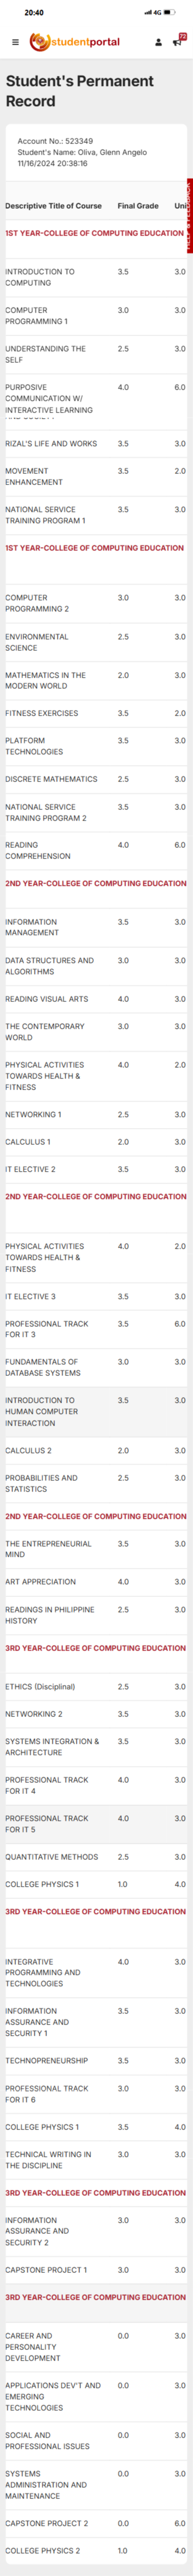 20:40
4G
studentportal
72
Student's Permanent
Record
Account No.: 523349
Student's Name: Oliva, Glenn Angelo
11/16/2024 20:38:16
Descriptive Title of Course Final Grade
HELP & FEEDBACK
1ST YEAR-COLLEGE OF COMPUTING EDUCATION
INTRODUCTION TO 3.5 3.0
COMPUTING
COMPUTER 3.0 3.0
PROGRAMMING 1
UNDERSTANDING THE 2.5 3.0
SELF
PURPOSIVE 4.0 6.0
COMMUNICATION W/
INTERACTIVE LEARNING
RIZAL'S LIFE AND WORKS 3.5 3.0
MOVEMENT 3.5 2.0
ENHANCEMENT
NATIONAL SERVICE 3.5 3.0
TRAINING PROGRAM 1
1ST YEAR-COLLEGE OF COMPUTING EDUCATION
COMPUTER 3.0 3.0
PROGRAMMING 2
ENVIRONMENTAL 2.5 3.0
SCIENCE
MATHEMATICS IN THE 2.0 3.0
MODERN WORLD
FITNESS EXERCISES 3.5 2.0
PLATFORM 3.5 3.0
TECHNOLOGIES
DISCRETE MATHEMATICS 2.5 3.0
NATIONAL SERVICE 3.5 3.0
TRAINING PROGRAM 2
READING 4.0 6.0
COMPREHENSION
2ND YEAR-COLLEGE OF COMPUTING EDUCATION
INFORMATION 3.5 3.0
MANAGEMENT
DATA STRUCTURES AND 3.0 3.0
ALGORITHMS
READING VISUAL ARTS 4.0 3.0
THE CONTEMPORARY 3.0 3.0
WORLD
PHYSICAL ACTIVITIES 4.0 2.0
TOWARDS HEALTH &
FITNESS
NETWORKING 1 2.5 3.0
CALCULUS 1 2.0 3.0
IT ELECTIVE 2 3.5 3.0
2ND YEAR-COLLEGE OF COMPUTING EDUCATION
PHYSICAL ACTIVITIES 4.0 2.0
TOWARDS HEALTH &
FITNESS
IT ELECTIVE 3 3.5 3.0
PROFESSIONAL TRACK 3.5 6.0
FOR IT 3
FUNDAMENTALS OF 3.0 3.0
DATABASE SYSTEMS
INTRODUCTION TO 3.5 3.0
HUMAN COMPUTER
INTERACTION
CALCULUS 2 2.0 3.0
PROBABILITIES AND 2.5 3.0
STATISTICS
2ND YEAR-COLLEGE OF COMPUTING EDUCATION
THE ENTREPRENEURIAL 3.5 3.0
MIND
ART APPRECIATION 4.0 3.0
READINGS IN PHILIPPINE 2.5 3.0
HISTORY
3RD YEAR-COLLEGE OF COMPUTING EDUCATION
ETHICS (Disciplinal) 2.5 3.0
NETWORKING 2 3.5 3.0
SYSTEMS INTEGRATION & 3.5 3.0
ARCHITECTURE
PROFESSIONAL TRACK 4.0 3.0
FOR IT 4
PROFESSIONAL TRACK 4.0 3.0
FOR IT 5
QUANTITATIVE METHODS 2.5 3.0
COLLEGE PHYSICS 1 1.0 4.0
3RD YEAR-COLLEGE OF COMPUTING EDUCATION
INTEGRATIVE 4.0 3.0
PROGRAMMING AND
TECHNOLOGIES
INFORMATION 3.5 3.0
ASSURANCE AND
SECURITY 1
TECHNOPRENEURSHIP 3.5 3.0
PROFESSIONAL TRACK 3.0 3.0
FOR IT 6
COLLEGE PHYSICS 1 3.5 4.0
TECHNICAL WRITING IN 3.0 3.0
THE DISCIPLINE
3RD YEAR-COLLEGE OF COMPUTING EDUCATION
INFORMATION 3.0 3.0
ASSURANCE AND
SECURITY 2
CAPSTONE PROJECT 1 3.0 3.0
3RD YEAR-COLLEGE OF COMPUTING EDUCATION
CAREER AND 0.0 3.0
PERSONALITY
DEVELOPMENT
APPLICATIONS DEV'T AND 0.0 3.0
EMERGING
TECHNOLOGIES
SOCIAL AND 0.0 3.0
PROFESSIONAL ISSUES
SYSTEMS 0.0 3.0
ADMINISTRATION AND
MAINTENANCE
CAPSTONE PROJECT 2 0.0 6.0
COLLEGE PHYSICS 2 1.0 4.0